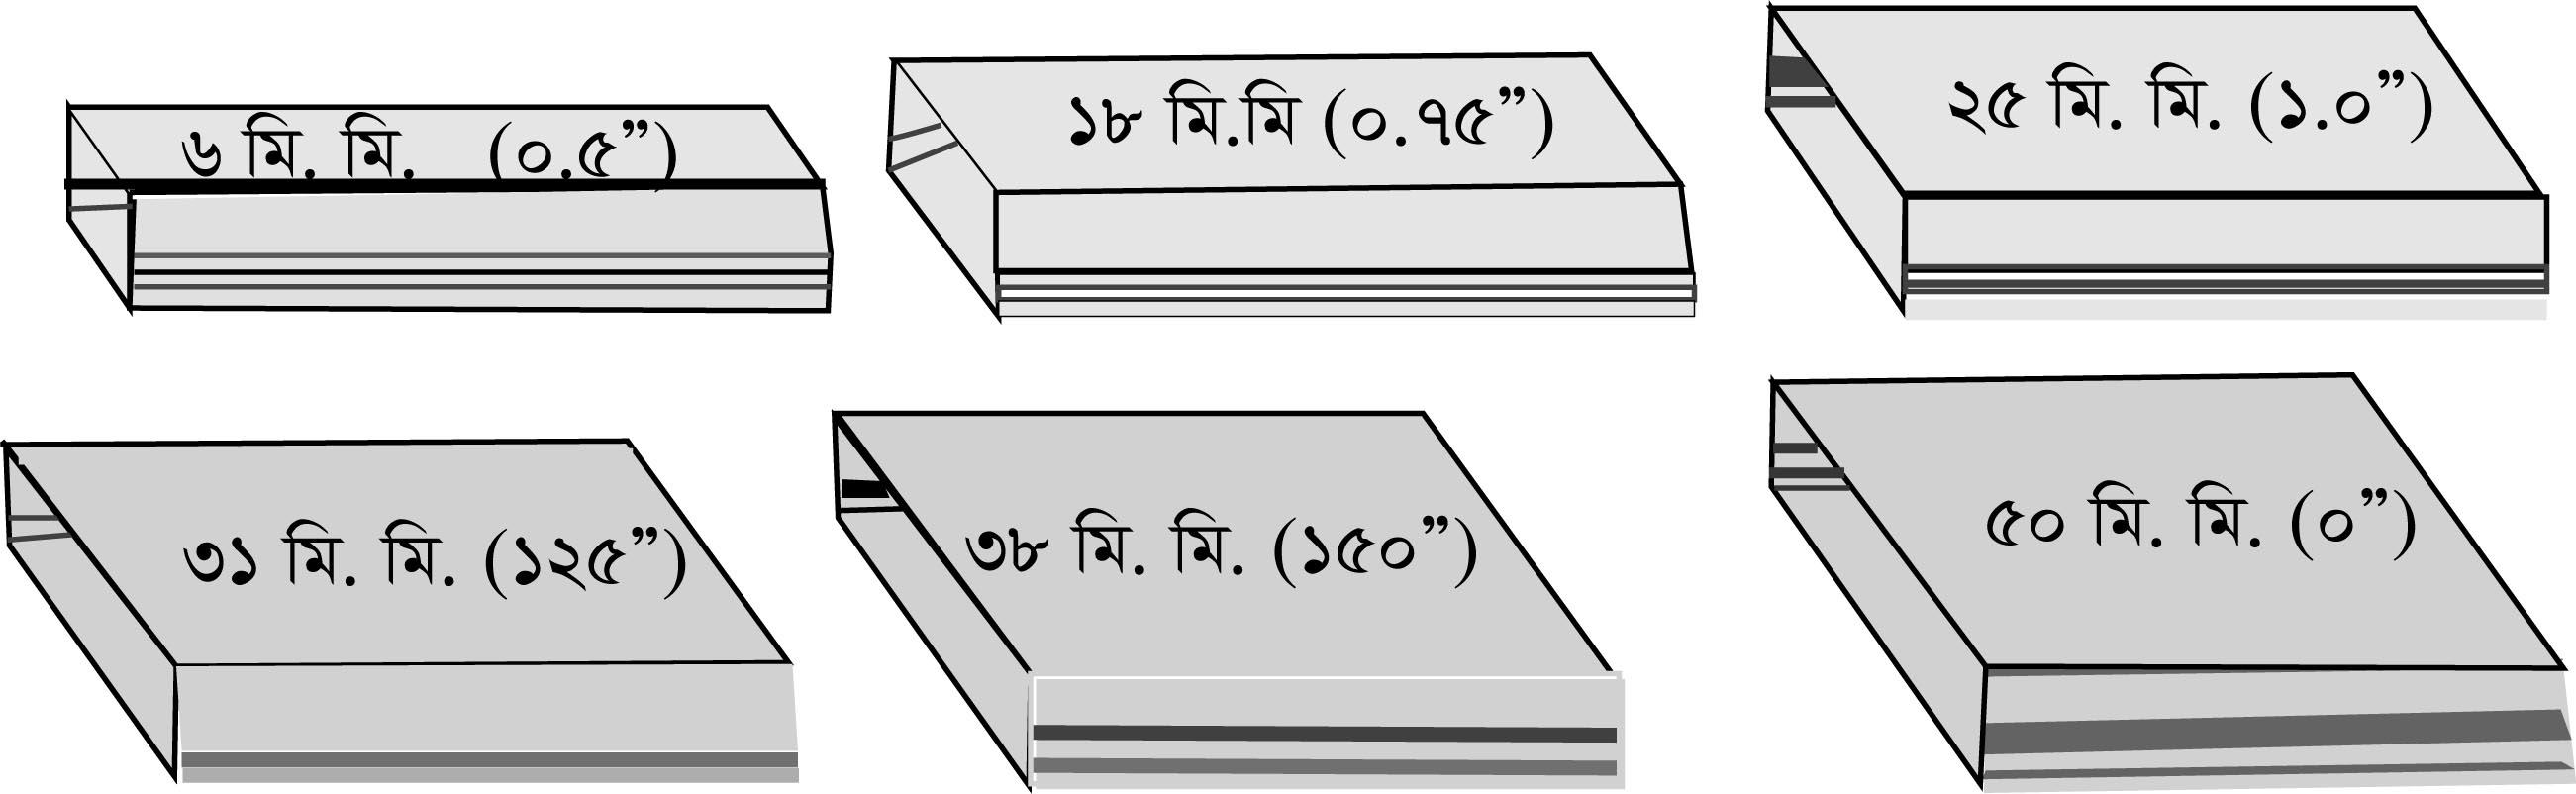 ৬ মি. মি. (০.৫”)
১৮ মি.মি (০.৭৫”)
২৫ মি. মি. (১.০”)
৩১ মি. মি. (১২৫”)
৩৮ মি. মি. (১৫০”)
৫০ মি. মি. (০”)